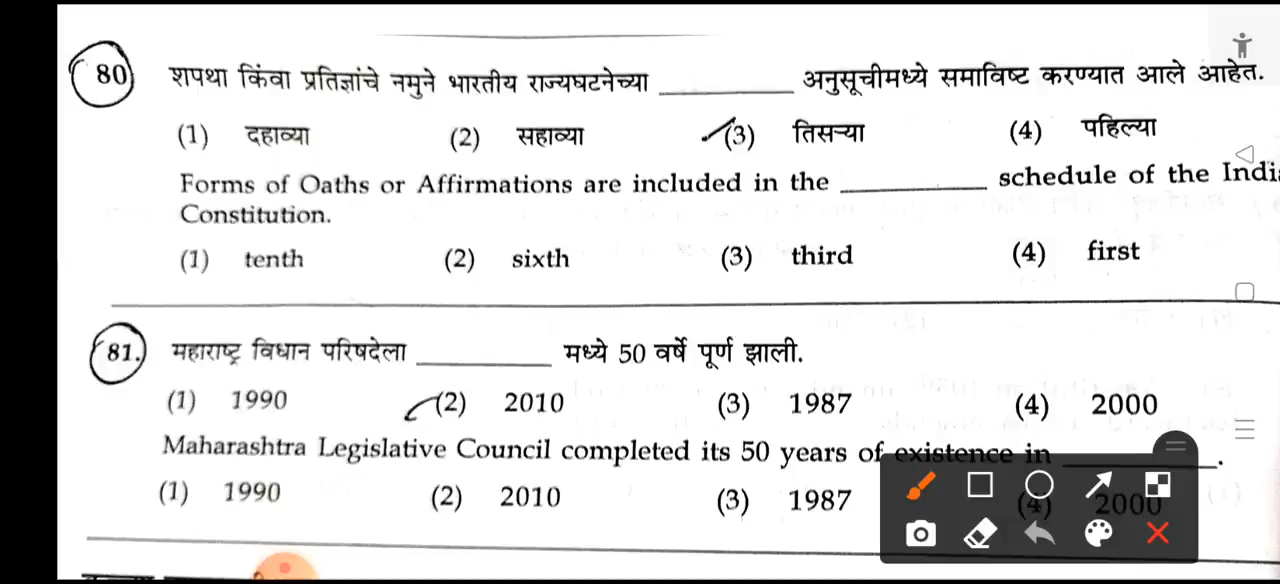 80 शपथा किंवा प्रतिज्ञांचे नमुने भारतीय राज्यघटनेच्या __________ अनुसूचीमध्ये समाविष्ट करण्यात आले आहेत.
(1) दहाव्या (2) सहाव्या (3) तिसऱ्या (4) पहिल्या
Forms of Oaths or Affirmations are included in the __________ schedule of the Indi
Constitution.
(1) tenth (2) sixth (3) third (4) first
81. महाराष्ट्र विधान परिषदेला __________ मध्ये 50 वर्षे पूर्ण झाली.
(1) 1990 (2) 2010 (3) 1987 (4) 2000
Maharashtra Legislative Council completed its 50 years of existence in __________.
(1) 1990 (2) 2010 (3) 1987 (4) 2000